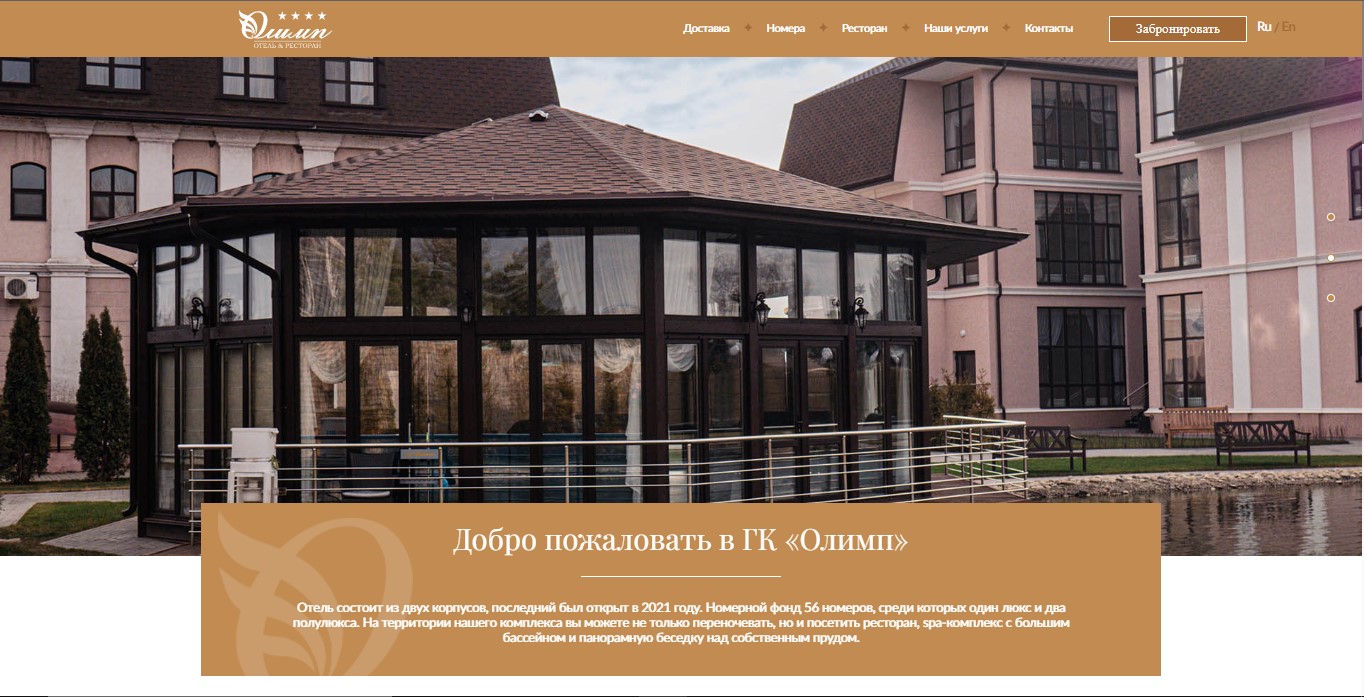 Олимп
ОТЕЛЬ & РЕСТОРАН
Доставка
Номера
Ресторан
Наши услуги
Контакты
Забронировать
Ru / En
Добро пожаловать в ГК «Олимп»
Отель состоит из двух корпусов, последний был открыт в 2021 году. Номерной фонд 56 номеров, среди которых один люкс и два
полулюкса. На территории нашего комплекса вы можете не только переночевать, но и посетить ресторан, spa-комплекс с большим
бассейном и панорамную беседку над собственным прудом.